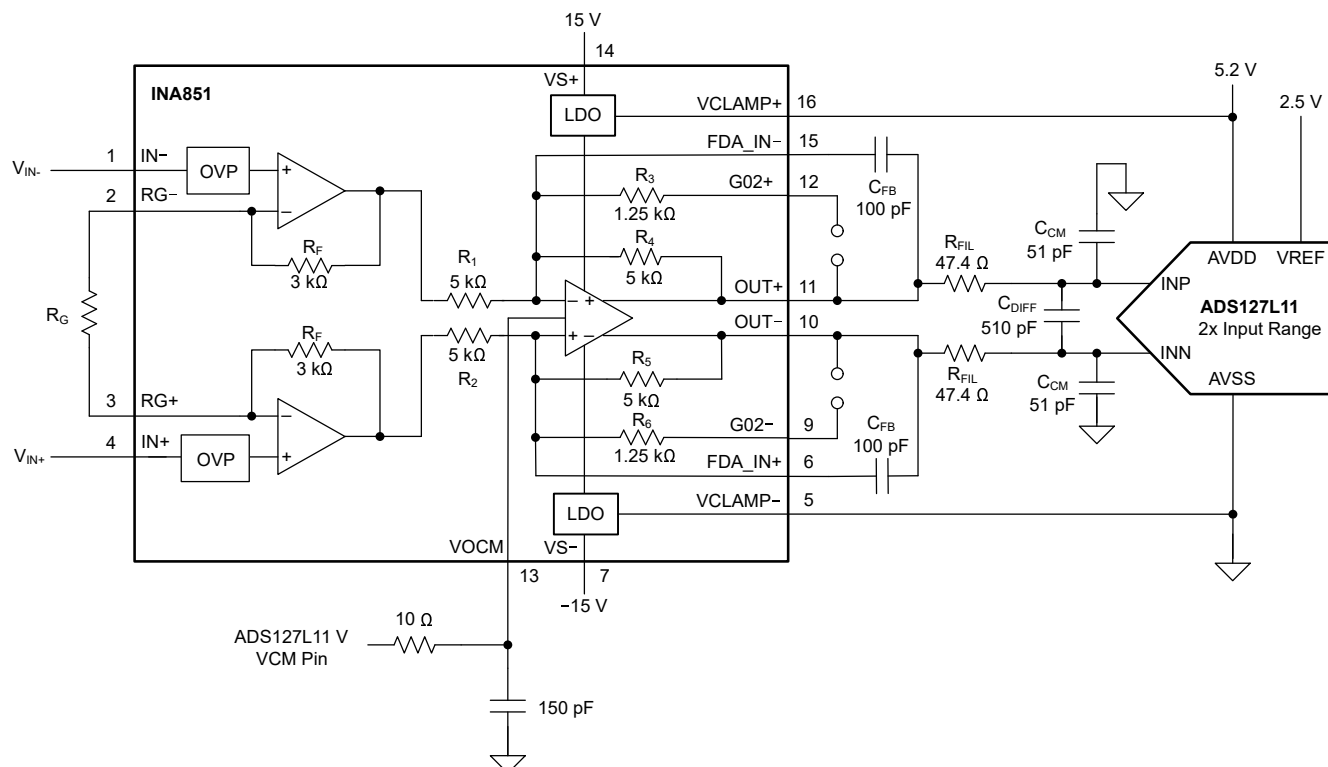 15 V
14
5.2 V
2.5 V
INA851
VS+
LDO
VCLAMP+
16
FDA_IN−
15
1
IN−
OVP
VIN-
2
RG−
+
−
R3
1.25 kΩ
G02+
12
CFB
100 pF
RF
3 kΩ
R1
5 kΩ
R4
5 kΩ
OUT+
11
RFIL
47.4 Ω
CCM
51 pF
AVDD
VREF
INP
RG
− +
+ −
OUT−
10
CDIFF
510 pF
ADS127L11
2x Input Range
RF
3 kΩ
5 kΩ
R2
R5
5 kΩ
RFIL
47.4 Ω
CCM
51 pF
INN
AVSS
3
RG+
−
+
R6
1.25 kΩ
G02−
9
CFB
100 pF
4
IN+
OVP
VIN+
FDA_IN+
6
LDO
VCLAMP−
5
VOCM
VS−
13
7
−15 V
10 Ω
ADS127L11 V
VCM Pin
150 pF